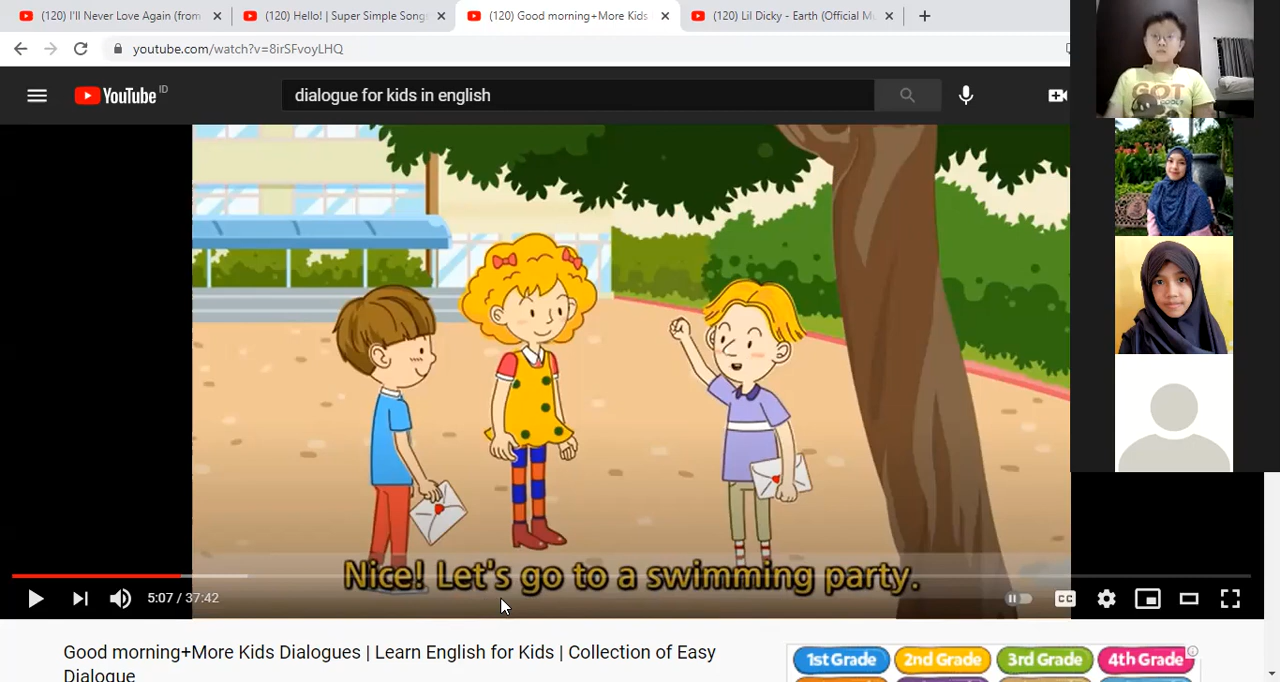 (120) I'll Never Love Again (from
(120) Hello! | Super Simple Song
(120) Good morning+More Kids
(120) Lil Dicky - Earth (Official Mu
youtube.com/watch?v=8irSFvoyLHQ
YouTube ID
dialogue for kids in english
GOT
Nice! Let's go to a swimming party.
5:07 / 37:42
CC
Good morning+More Kids Dialogues | Learn English for Kids | Collection of Easy
Dialogue
1st Grade 2nd Grade 3rd Grade 4th Grade